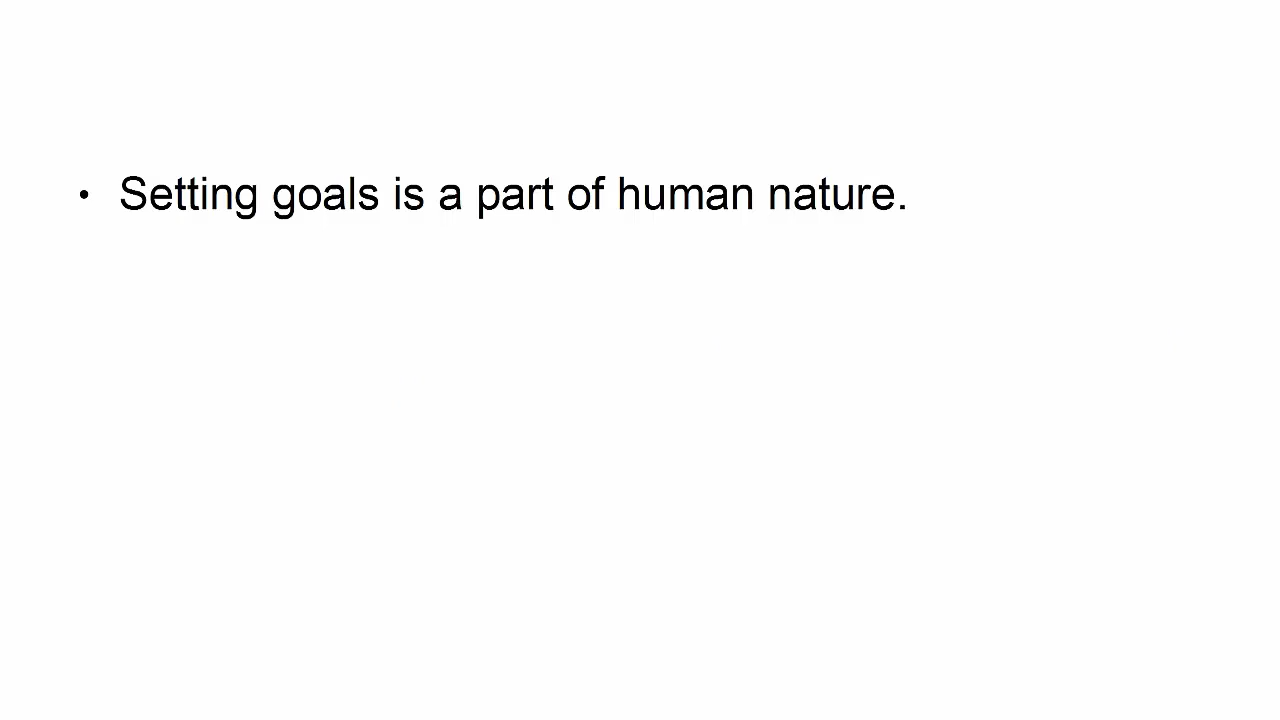 • Setting goals is a part of human nature.